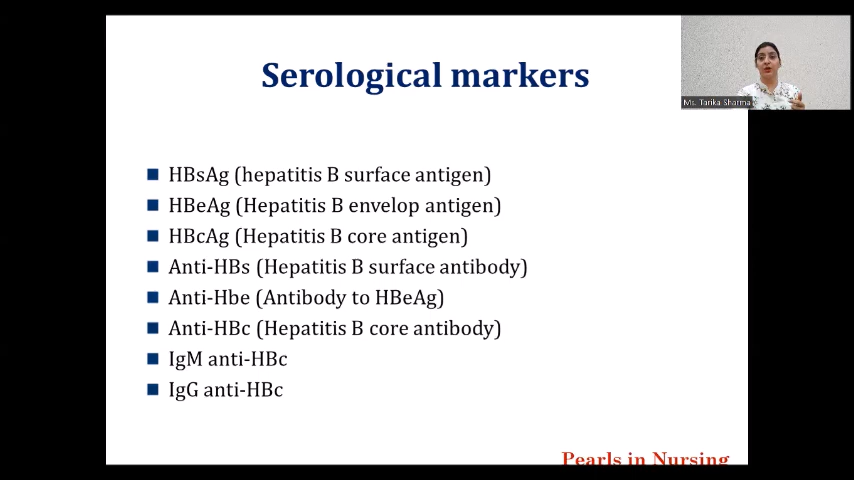 Serological markers
Ms. Tarika Sharma
HBsAg (hepatitis B surface antigen)
HBeAg (Hepatitis B envelop antigen)
HBcAg (Hepatitis B core antigen)
Anti-HBs (Hepatitis B surface antibody)
Anti-Hbe (Antibody to HBeAg)
Anti-HBc (Hepatitis B core antibody)
IgM anti-HBc
IgG anti-HBc
Pearls in Nursing